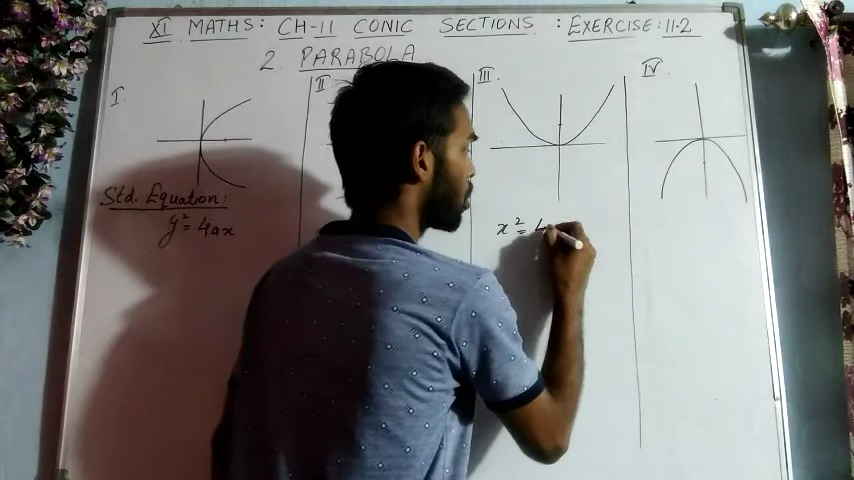 XI MATHS: CH-11 CONIC SECTIONS : EXERCISE: 11.2
2. PARABOLA
I.
II
III.
IV.
Std. Equation:
y² = 4ax
x² = 4